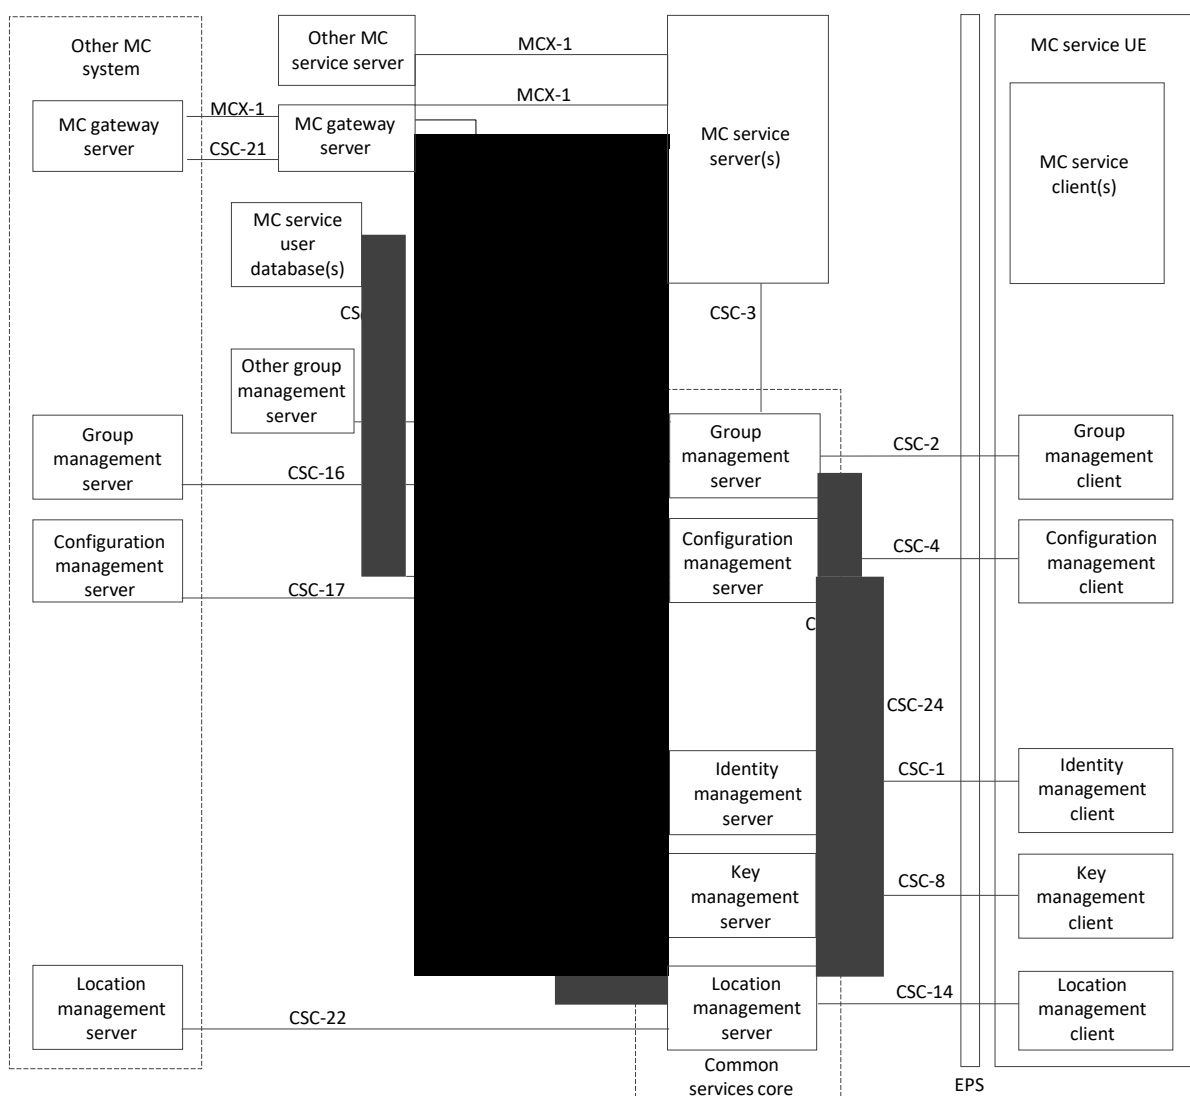 Other MC
system
Other MC
service server
MCX-1
MC service UE
MCX-1
MCX-1
MC gateway
server
MC gateway
server
CSC-21
MC service
server(s)
MC service
client(s)
MC service
user
database(s)
CSC-3
Other group
management
server
Group
management
server
CSC-16
Group
management
server
CSC-2
Group
management
client
Configuration
management
server
CSC-17
Configuration
management
server
CSC-4
Configuration
management
client
CSC-24
Identity
management
server
CSC-1
Identity
management
client
Key
management
server
CSC-8
Key
management
client
Location
management
server
CSC-22
Location
management
server
CSC-14
Location
management
client
Common
services core
EPS